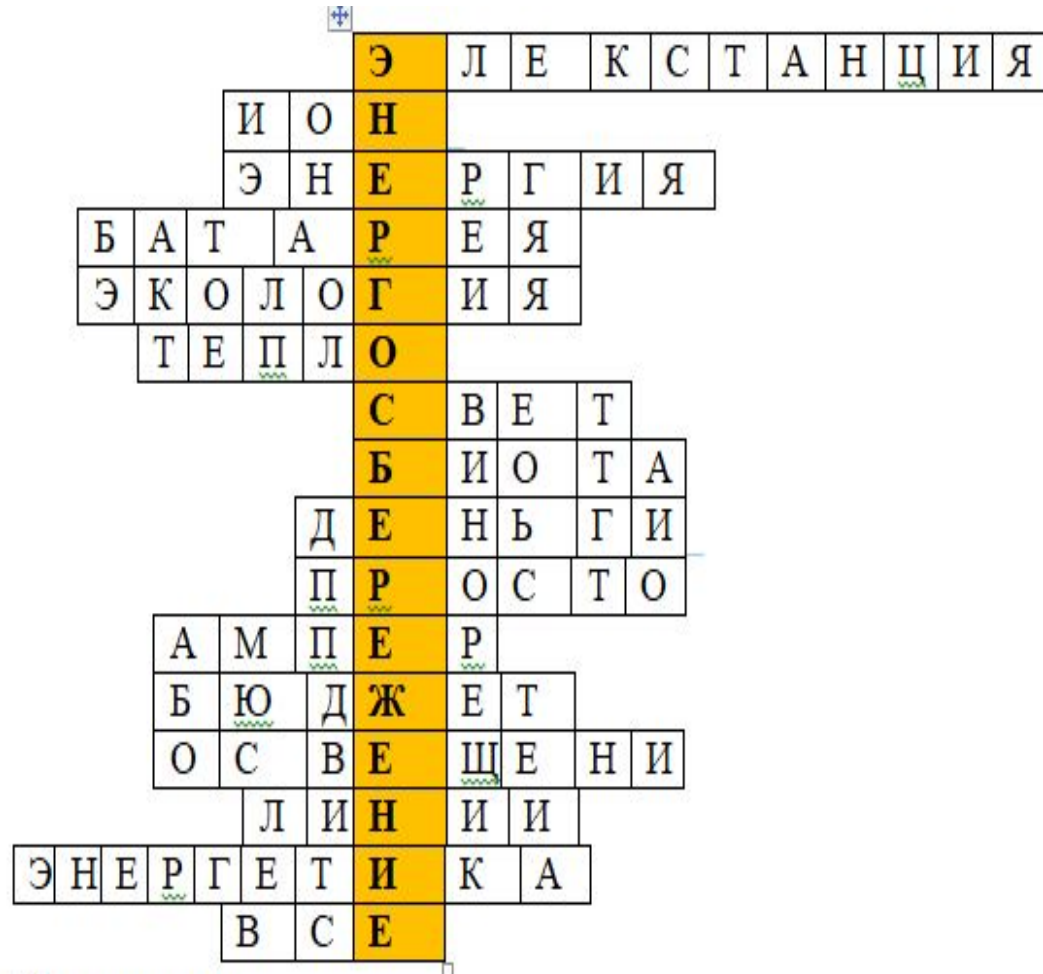 ЭЛЕКСТАНЦИЯ
ИОН
ЭНЕРГИЯ
БАТАРЕЯ
ЭКОЛОГИЯ
ТЕПЛО
СВЕТ
БИОТА
ДЕНЬГИ
ПРОСТО
АМПЕР
БЮДЖЕТ
ОСВЕЩЕНИ
ЛИНИИ
ЭНЕРГЕТИКА
ВСЕ